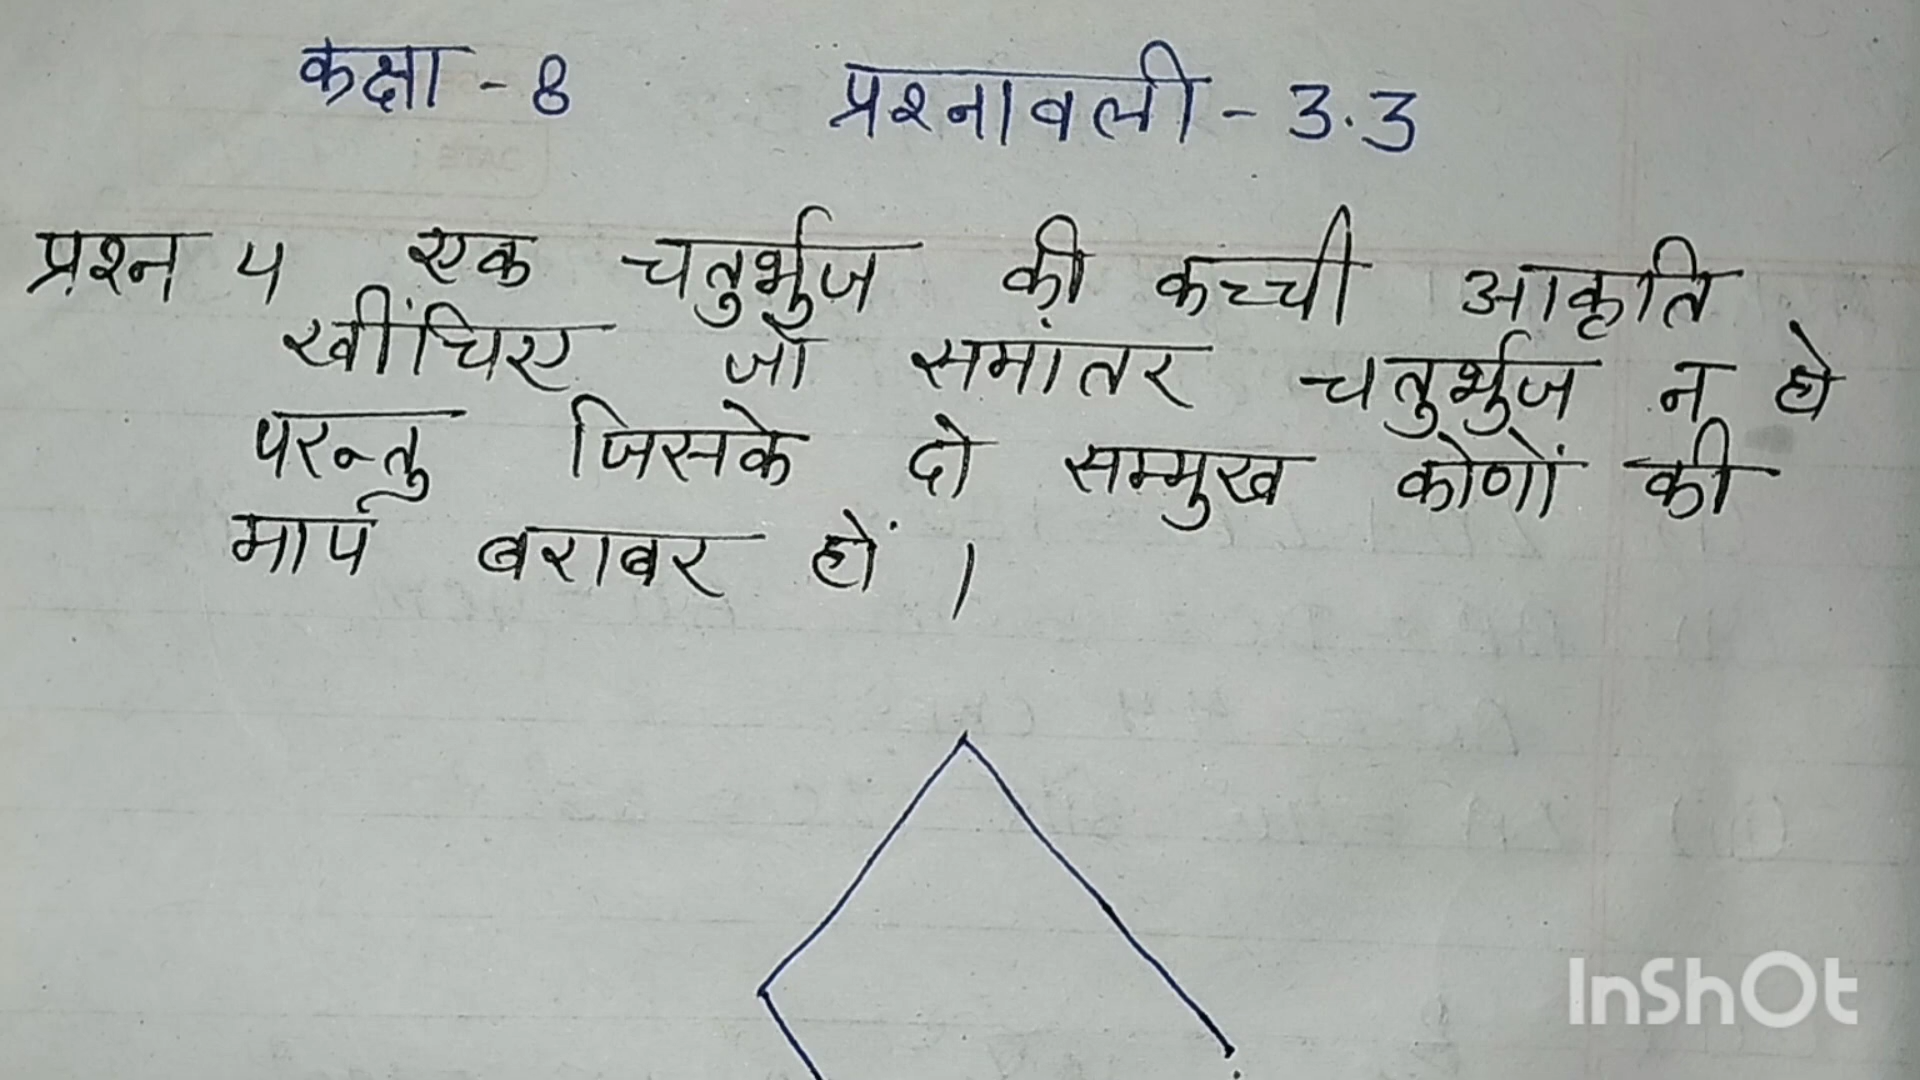 कक्षा - 8 प्रश्नावली - 3.3
प्रश्न 4 एक चतुर्भुज की कच्ची आकृति
खींचिए जो समांतर चतुर्भुज न हो
परन्तु जिसके दो सम्मुख कोणों की
माप बराबर हों ।
InShOt